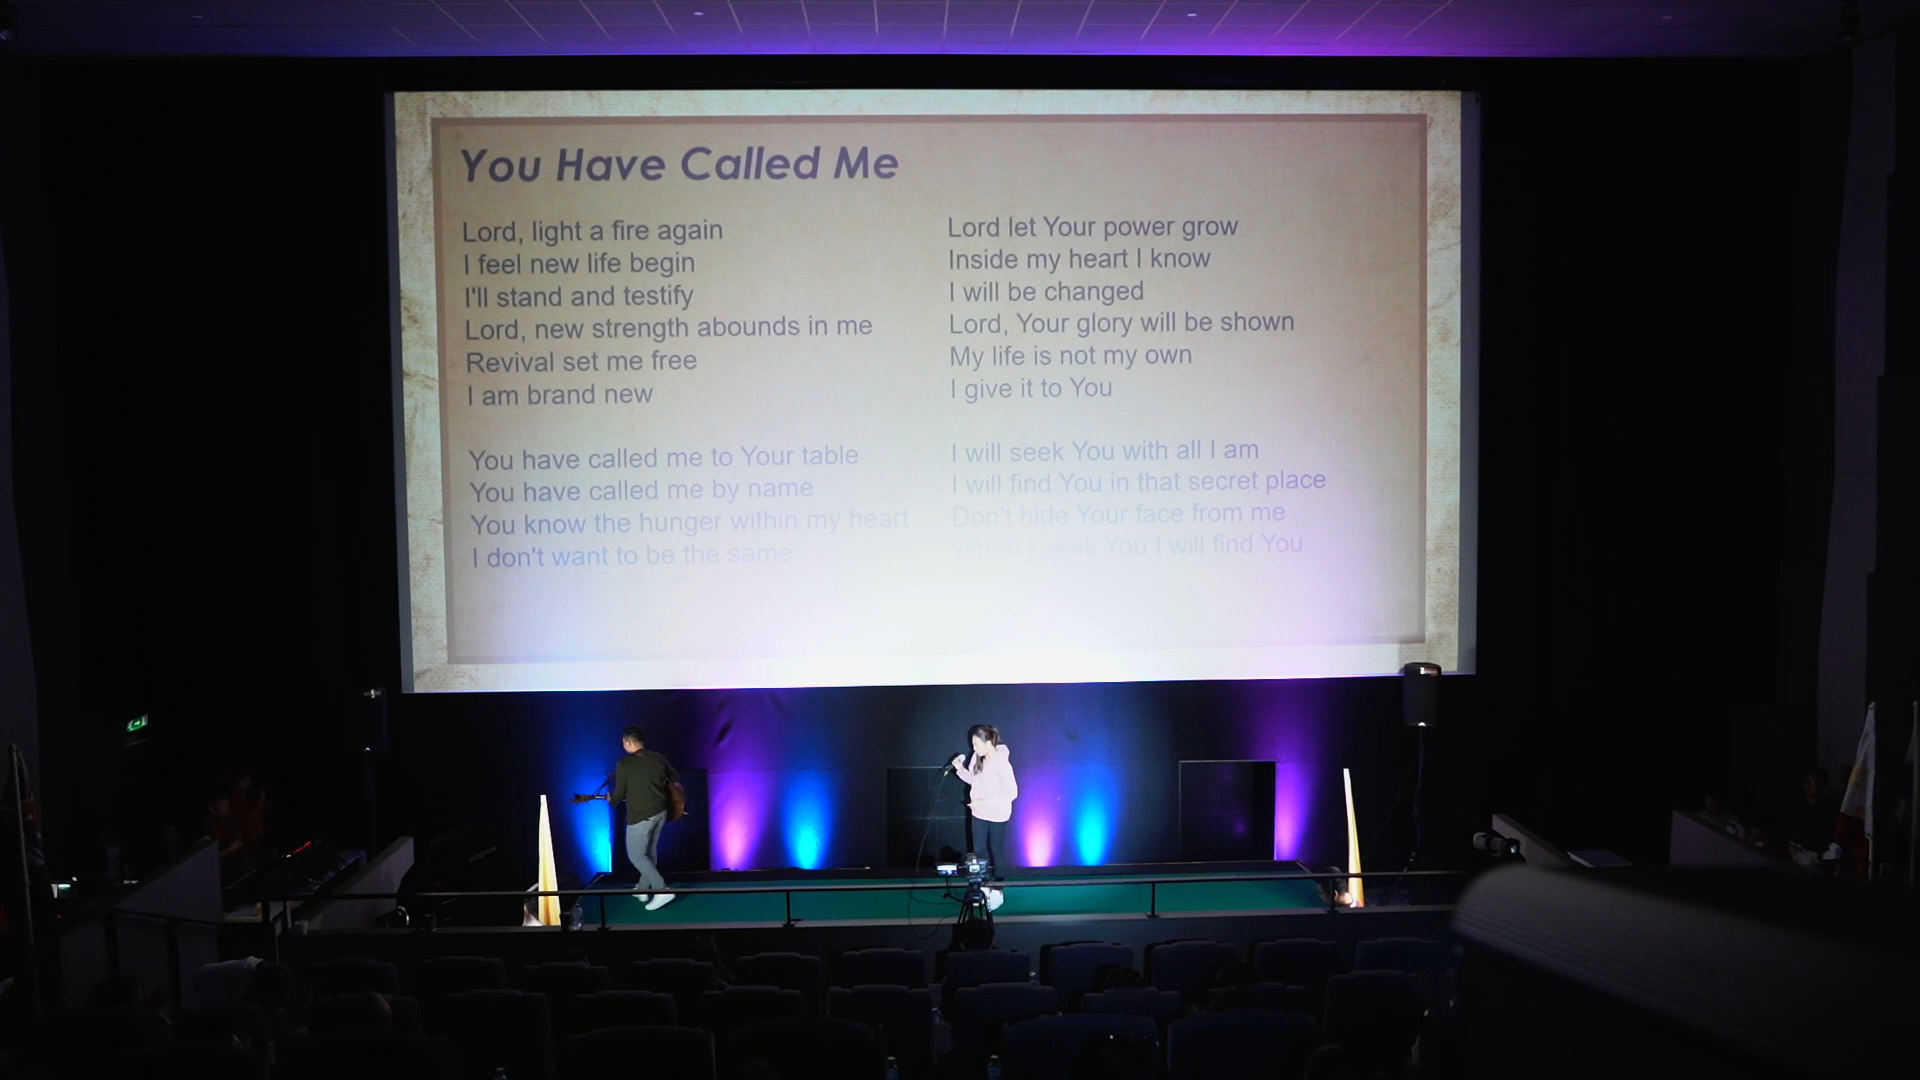 You Have Called Me
Lord, light a fire again
I feel new life begin
I'll stand and testify
Lord, new strength abounds in me
Revival set me free
I am brand new
You have called me to Your table
You have called me by name
You know the hunger within my heart
I don't want to be the same
Lord let Your power grow
Inside my heart I know
I will be changed
Lord, Your glory will be shown
My life is not my own
I give it to You
I will seek You with all I am
I will find You in that secret place
Don't hide Your face from me
When I seek You I will find You